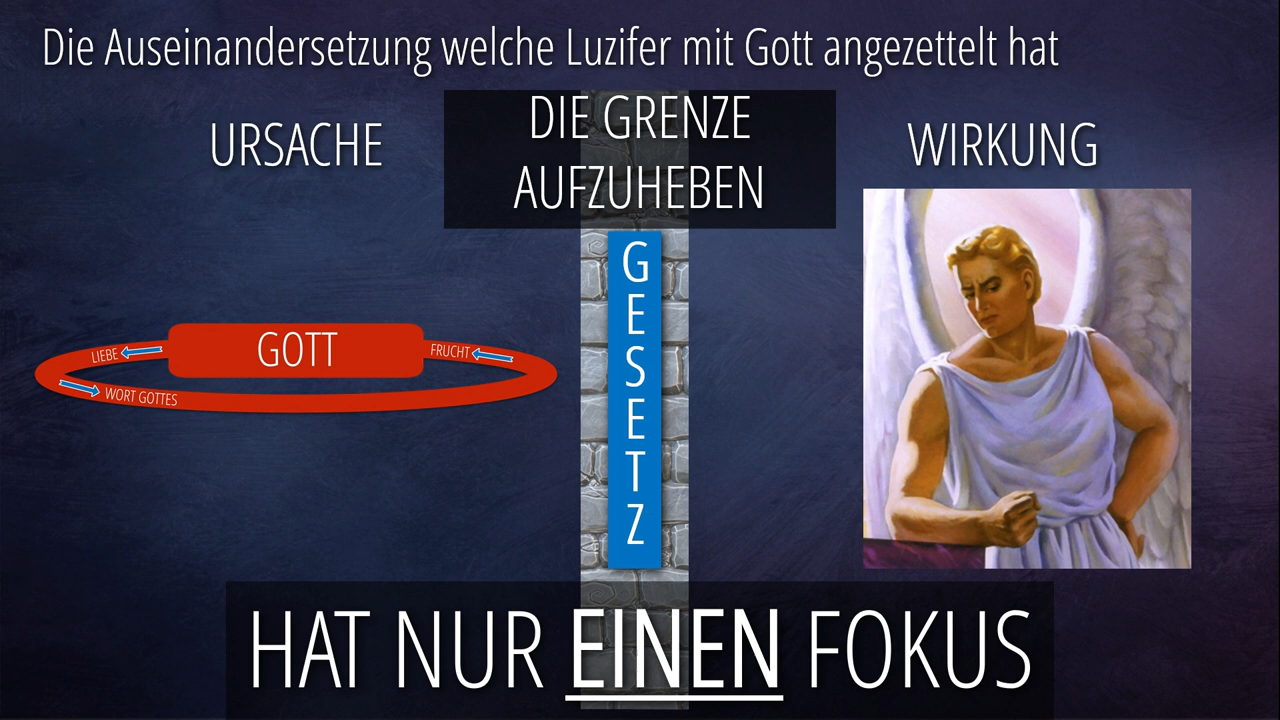 Die Auseinandersetzung welche Luzifer mit Gott angezettelt hat
URSACHE
DIE GRENZE
AUFZUHEBEN
WIRKUNG
GESETZ
GOTT
LIEBE
FRUCHT
WORT GOTTES
HAT NUR EINEN FOKUS